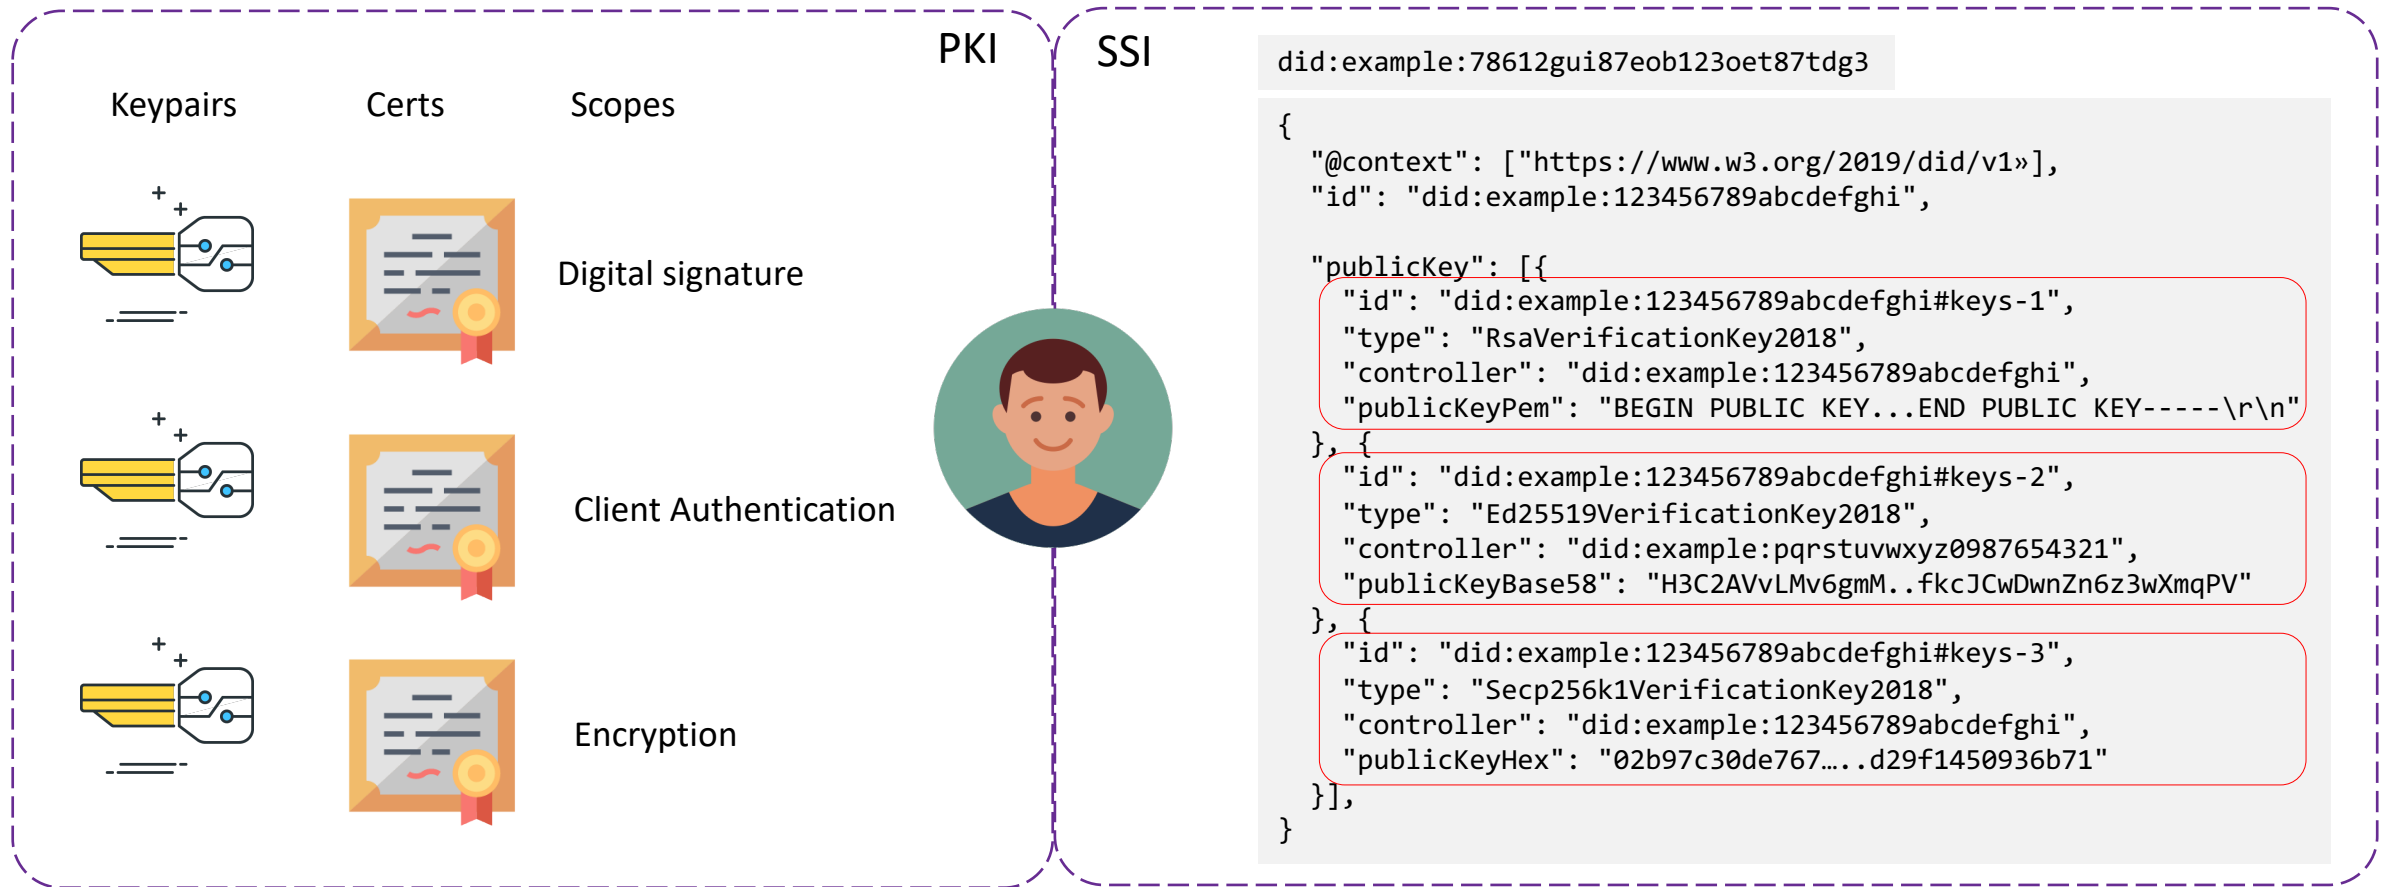 PKI
Keypairs Certs Scopes
Digital signature
Client Authentication
Encryption
SSI
did:example:78612gui87eob123oet87tdg3
{
"@context": ["https://www.w3.org/2019/did/v1»],
"id": "did:example:123456789abcdefghi",
"publicKey": [{
"id": "did:example:123456789abcdefghi#keys-1",
"type": "RsaVerificationKey2018",
"controller": "did:example:123456789abcdefghi",
"publicKeyPem": "BEGIN PUBLIC KEY...END PUBLIC KEY-----\r\n"
}, {
"id": "did:example:123456789abcdefghi#keys-2",
"type": "Ed25519VerificationKey2018",
"controller": "did:example:pqrstuvwxyz0987654321",
"publicKeyBase58": "H3C2AVvLMv6gmM..fkcJCwDwnZn6z3wXmqPV"
}, {
"id": "did:example:123456789abcdefghi#keys-3",
"type": "Secp256k1VerificationKey2018",
"controller": "did:example:123456789abcdefghi",
"publicKeyHex": "02b97c30de767…..d29f1450936b71"
}],
}